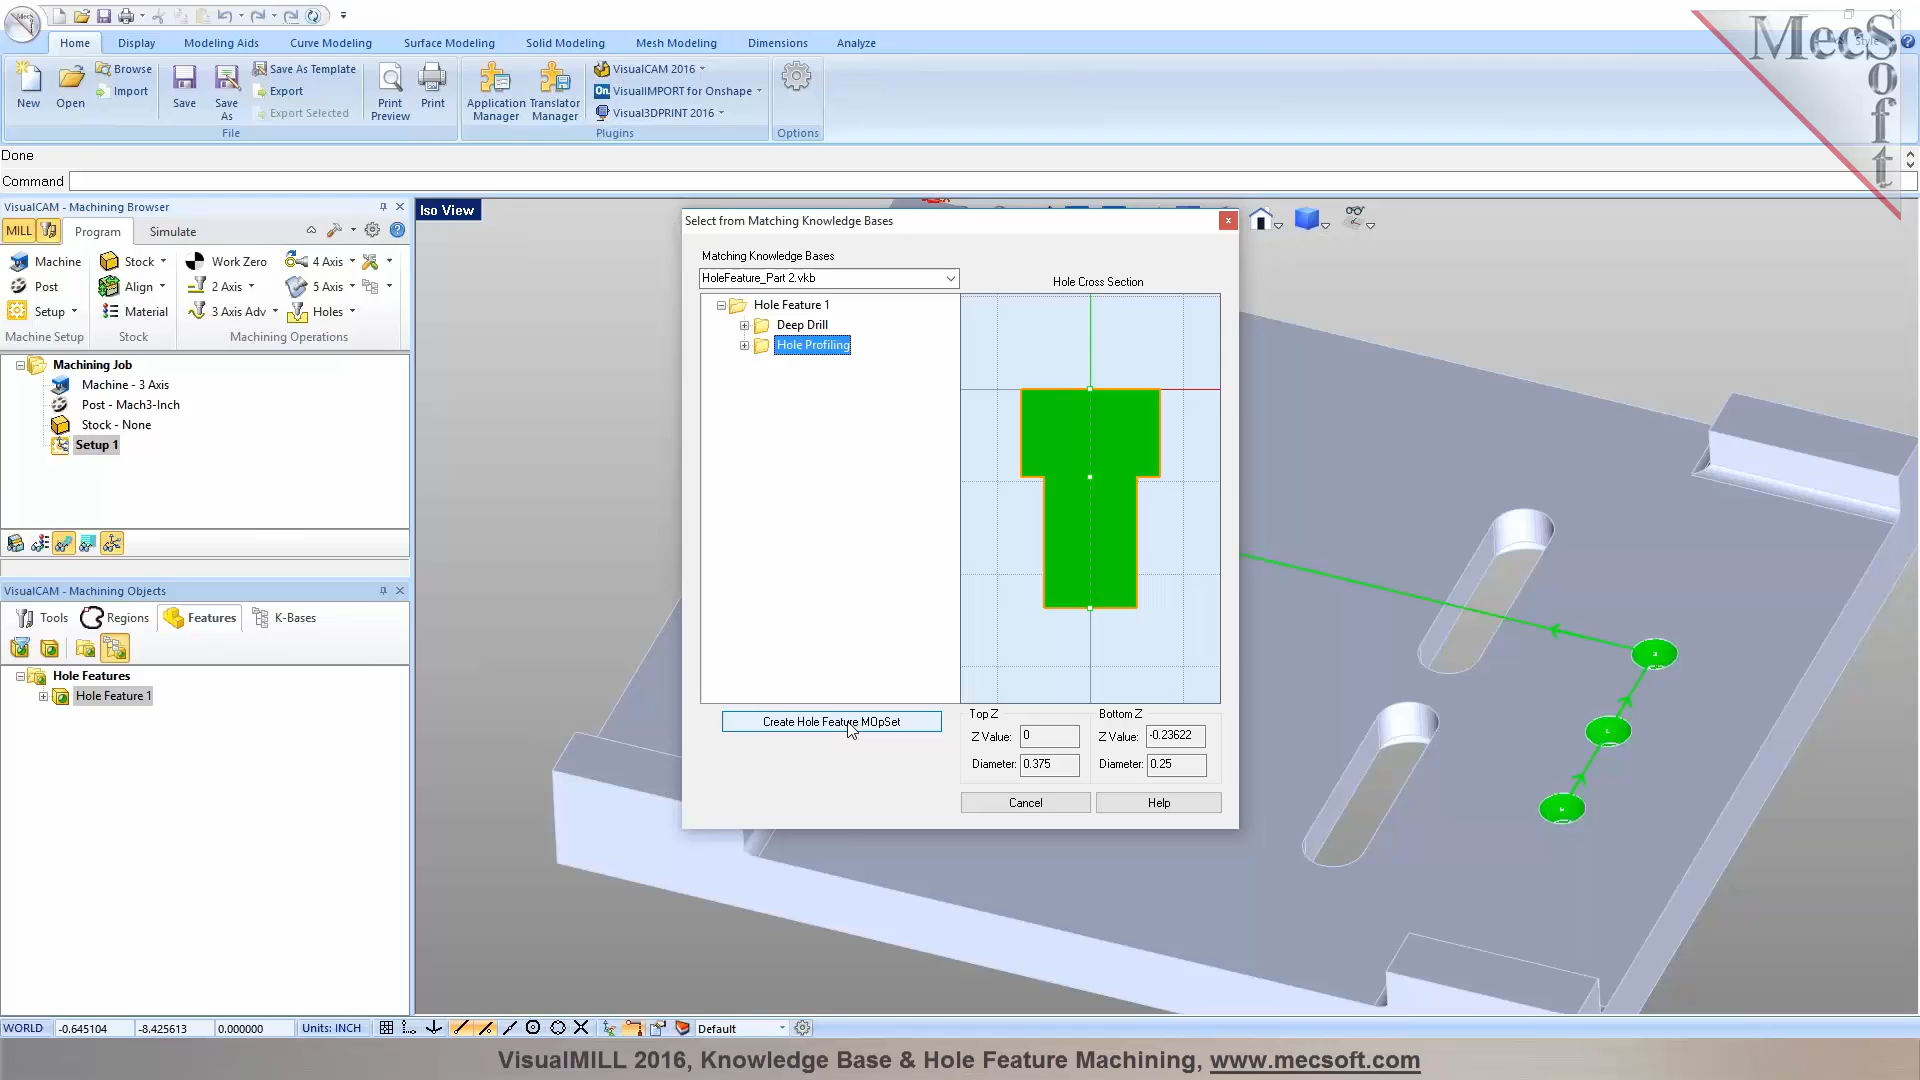 MecSoft
Home Display Modeling Aids Curve Modeling Surface Modeling Solid Modeling Mesh Modeling Dimensions Analyze Style
New
Open
Browse
Import
Save
Save As
Save As Template
Export
Export Selected
Print Preview
Print
File
Application Manager
Translator Manager
VisualCAM 2016
On VisualIMPORT for Onshape
Visual3DPRINT 2016
Plugins
Options
Done
Command
VisualCAM - Machining Browser
MILL Program Simulate
Machine Stock Work Zero 4 Axis
Post Align 2 Axis 5 Axis
Setup Material 3 Axis Adv Holes
Machine Setup Stock Machining Operations
Machining Job
Machine - 3 Axis
Post - Mach3-Inch
Stock - None
Setup 1
VisualCAM - Machining Objects
Tools Regions Features K-Bases
Hole Features
Hole Feature 1
Iso View
Select from Matching Knowledge Bases
Matching Knowledge Bases
HoleFeature_Part 2.vkb
Hole Cross Section
Hole Feature 1
Deep Drill
Hole Profiling
Create Hole Feature MOpSet
Top Z Bottom Z
Z Value: 0 Z Value: -0.23622
Diameter: 0.375 Diameter: 0.25
Cancel Help
WORLD -0.645104 -8.425613 0.000000 Units: INCH Default
VisualMILL 2016, Knowledge Base & Hole Feature Machining, www.mecsoft.com